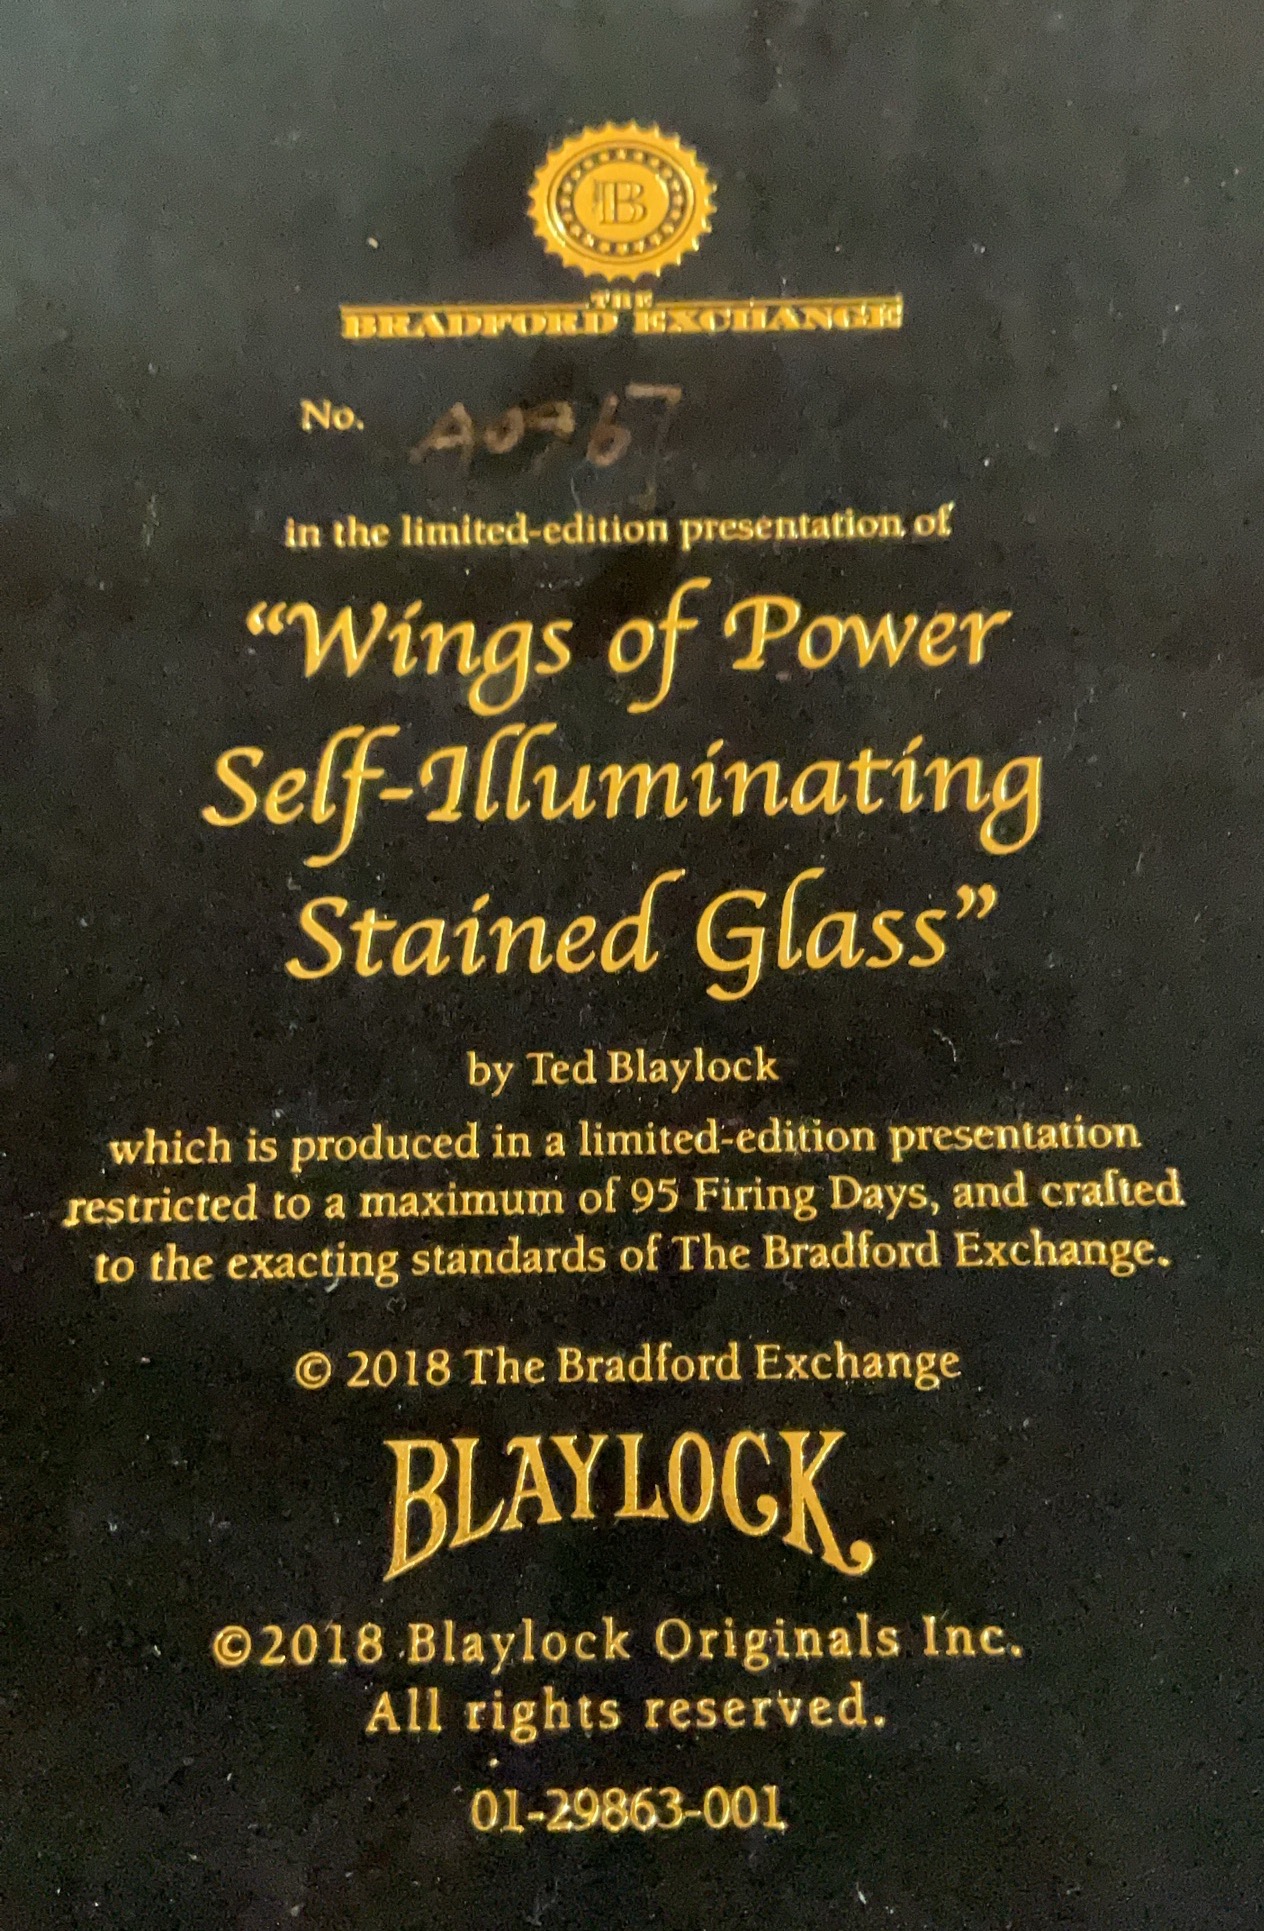 B
THE
BRADFORD EXCHANGE
No.
in the limited-edition presentation of
“Wings of Power
Self-Illuminating
Stained Glass”
by Ted Blaylock
which is produced in a limited-edition presentation
restricted to a maximum of 95 Firing Days, and crafted
to the exacting standards of The Bradford Exchange.
© 2018 The Bradford Exchange
BLAYLOCK
©2018 Blaylock Originals Inc.
All rights reserved.
01-29863-001